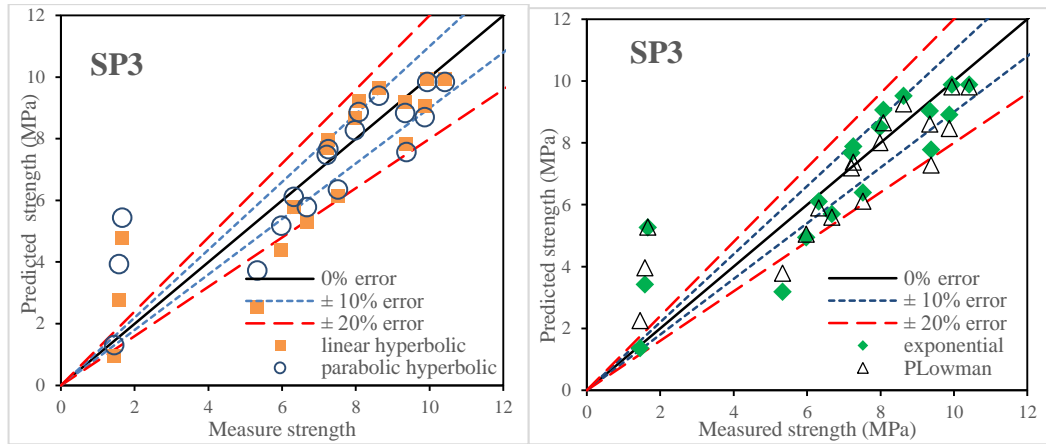 12
10
8
6
4
2
0
Predicted strength (MPa)
SP3
0% error
± 10% error
± 20% error
linear hyperbolic
parabolic hyperbolic
0 2 4 6 8 10 12
Measure strength
12
10
8
6
4
2
0
Predicted strength (MPa)
SP3
0% error
± 10% error
± 20% error
exponential
PLowman
0 2 4 6 8 10 12
Measured strength (MPa)